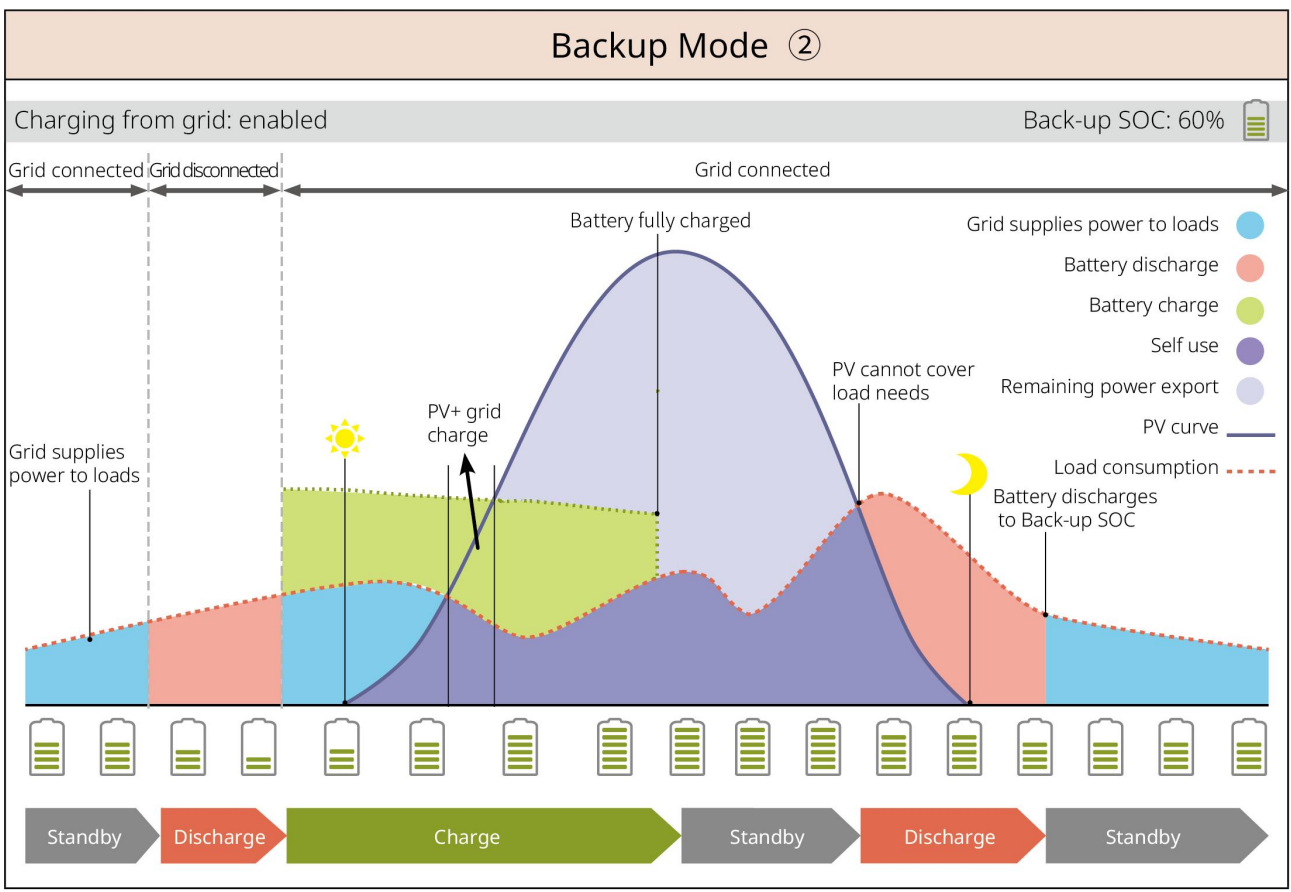 Backup Mode ②
Charging from grid: enabled
Back-up SOC: 60%
Grid connected
Grid disconnected
Grid connected
Battery fully charged
Grid supplies power to loads
Battery discharge
Battery charge
Self use
Remaining power export
PV curve
Load consumption
PV cannot cover
load needs
PV+ grid
charge
Grid supplies
power to loads
Battery discharges
to Back-up SOC
Standby
Discharge
Charge
Standby
Discharge
Standby